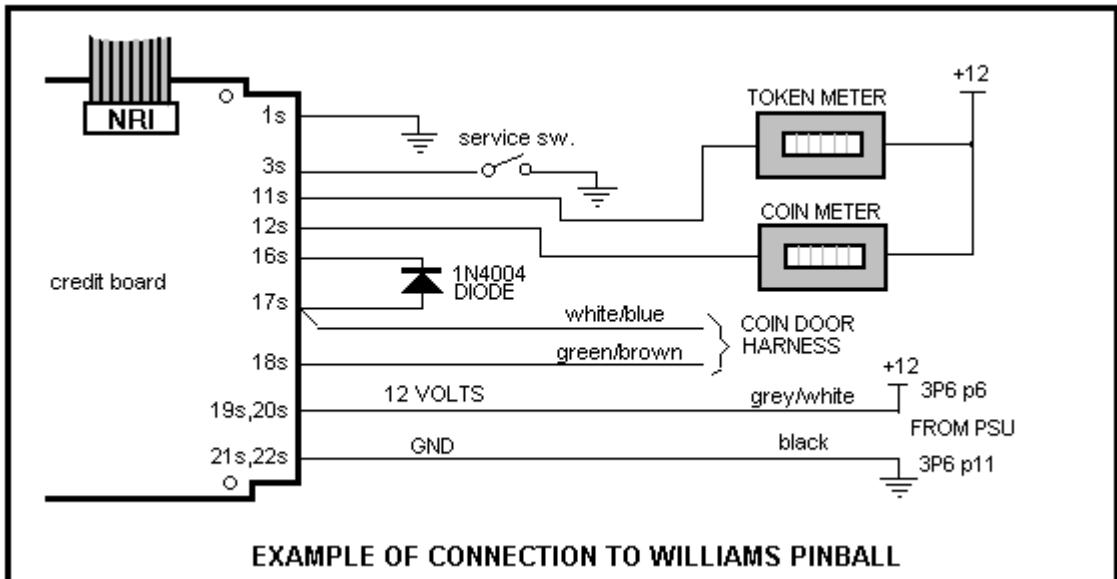 NRI
+12
1s
TOKEN METER
service sw.
3s
11s
COIN METER
12s
16s
credit board
1N4004
DIODE
17s
white/blue
COIN DOOR
HARNESS
green/brown
18s
+12
12 VOLTS
grey/white
3P6 p6
19s,20s
FROM PSU
GND
black
21s,22s
3P6 p11
EXAMPLE OF CONNECTION TO WILLIAMS PINBALL